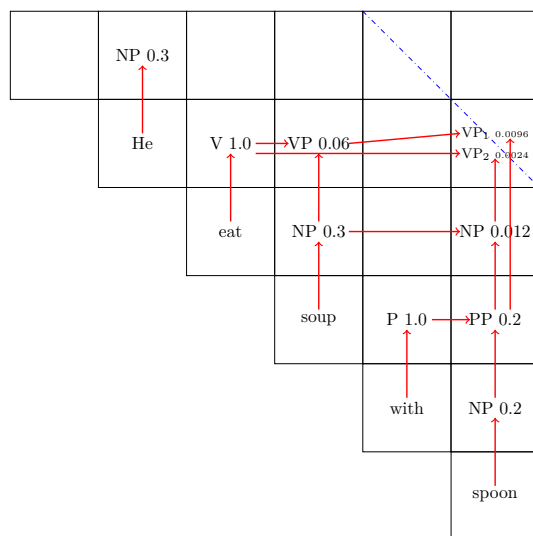 NP 0.3
He V 1.0 VP 0.06 VP1 0.0096
VP2 0.0024
eat NP 0.3 NP 0.012
soup P 1.0 PP 0.2
with NP 0.2
spoon